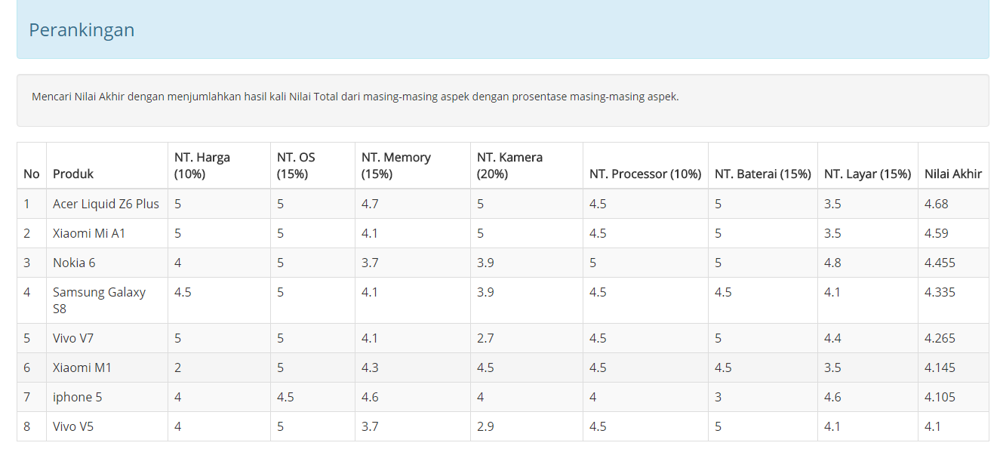 Perankingan
Mencari Nilai Akhir dengan menjumlahkan hasil kali Nilai Total dari masing-masing aspek dengan prosentase masing-masing aspek.
No Produk NT. Harga (10%) NT. OS (15%) NT. Memory (15%) NT. Kamera (20%) NT. Processor (10%) NT. Baterai (15%) NT. Layar (15%) Nilai Akhir
1 Acer Liquid Z6 Plus 5 5 4.7 5 4.5 5 3.5 4.68
2 Xiaomi Mi A1 5 5 4.1 5 4.5 5 3.5 4.59
3 Nokia 6 4 5 3.7 3.9 5 5 4.8 4.455
4 Samsung Galaxy S8 4.5 5 4.1 3.9 4.5 4.5 4.1 4.335
5 Vivo V7 5 5 4.1 2.7 4.5 5 4.4 4.265
6 Xiaomi M1 2 5 4.3 4.5 4.5 4.5 3.5 4.145
7 iphone 5 4 4.5 4.6 4 4 3 4.6 4.105
8 Vivo V5 4 5 3.7 2.9 4.5 5 4.1 4.1